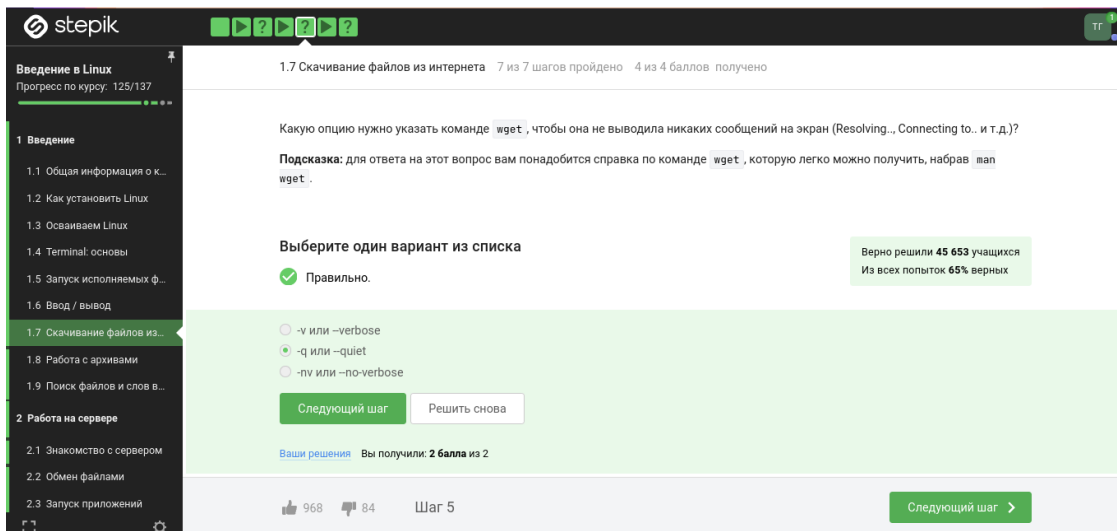 stepik
? ? ?
ТГ
1
Введение в Linux
Прогресс по курсу: 125/137
1 Введение
1.1 Общая информация о к...
1.2 Как установить Linux
1.3 Осваиваем Linux
1.4 Terminal: основы
1.5 Запуск исполняемых ф...
1.6 Ввод / вывод
1.7 Скачивание файлов из...
1.8 Работа с архивами
1.9 Поиск файлов и слов в...
2 Работа на сервере
2.1 Знакомство с сервером
2.2 Обмен файлами
2.3 Запуск приложений
1.7 Скачивание файлов из интернета 7 из 7 шагов пройдено 4 из 4 баллов получено
Какую опцию нужно указать команде wget, чтобы она не выводила никаких сообщений на экран (Resolving.., Connecting to.. и т.д.)?
Подсказка: для ответа на этот вопрос вам понадобится справка по команде wget, которую легко можно получить, набрав man
wget.
Выберите один вариант из списка
Правильно.
Верно решили 45 653 учащихся
Из всех попыток 65% верных
-v или --verbose
-q или --quiet
-nv или --no-verbose
Следующий шаг Решить снова
Ваши решения Вы получили: 2 балла из 2
968 84 Шаг 5 Следующий шаг